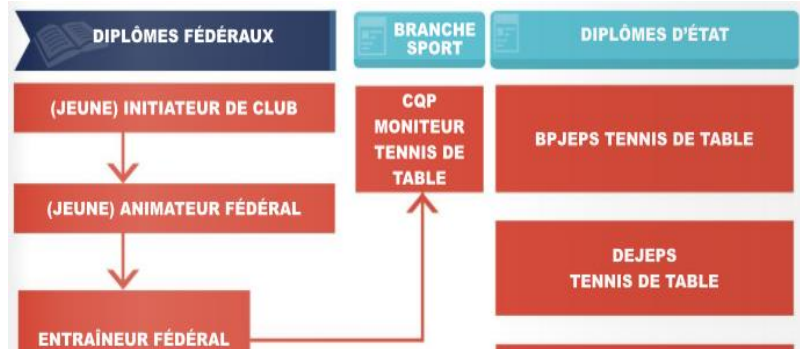 DIPLÔMES FÉDÉRAUX
(JEUNE) INITIATEUR DE CLUB
(JEUNE) ANIMATEUR FÉDÉRAL
ENTRAÎNEUR FÉDÉRAL
BRANCHE
SPORT
CQP
MONITEUR
TENNIS DE
TABLE
DIPLÔMES D'ÉTAT
BPJEPS TENNIS DE TABLE
DEJEPS
TENNIS DE TABLE